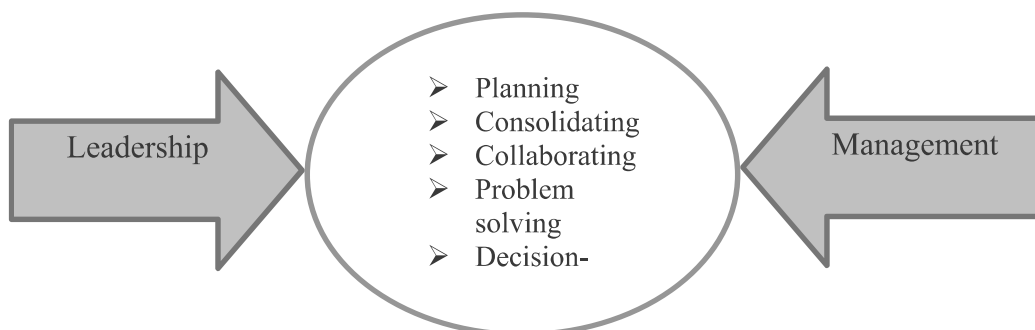 Leadership
➢ Planning
➢ Consolidating
➢ Collaborating
➢ Problem
solving
➢ Decision-
Management